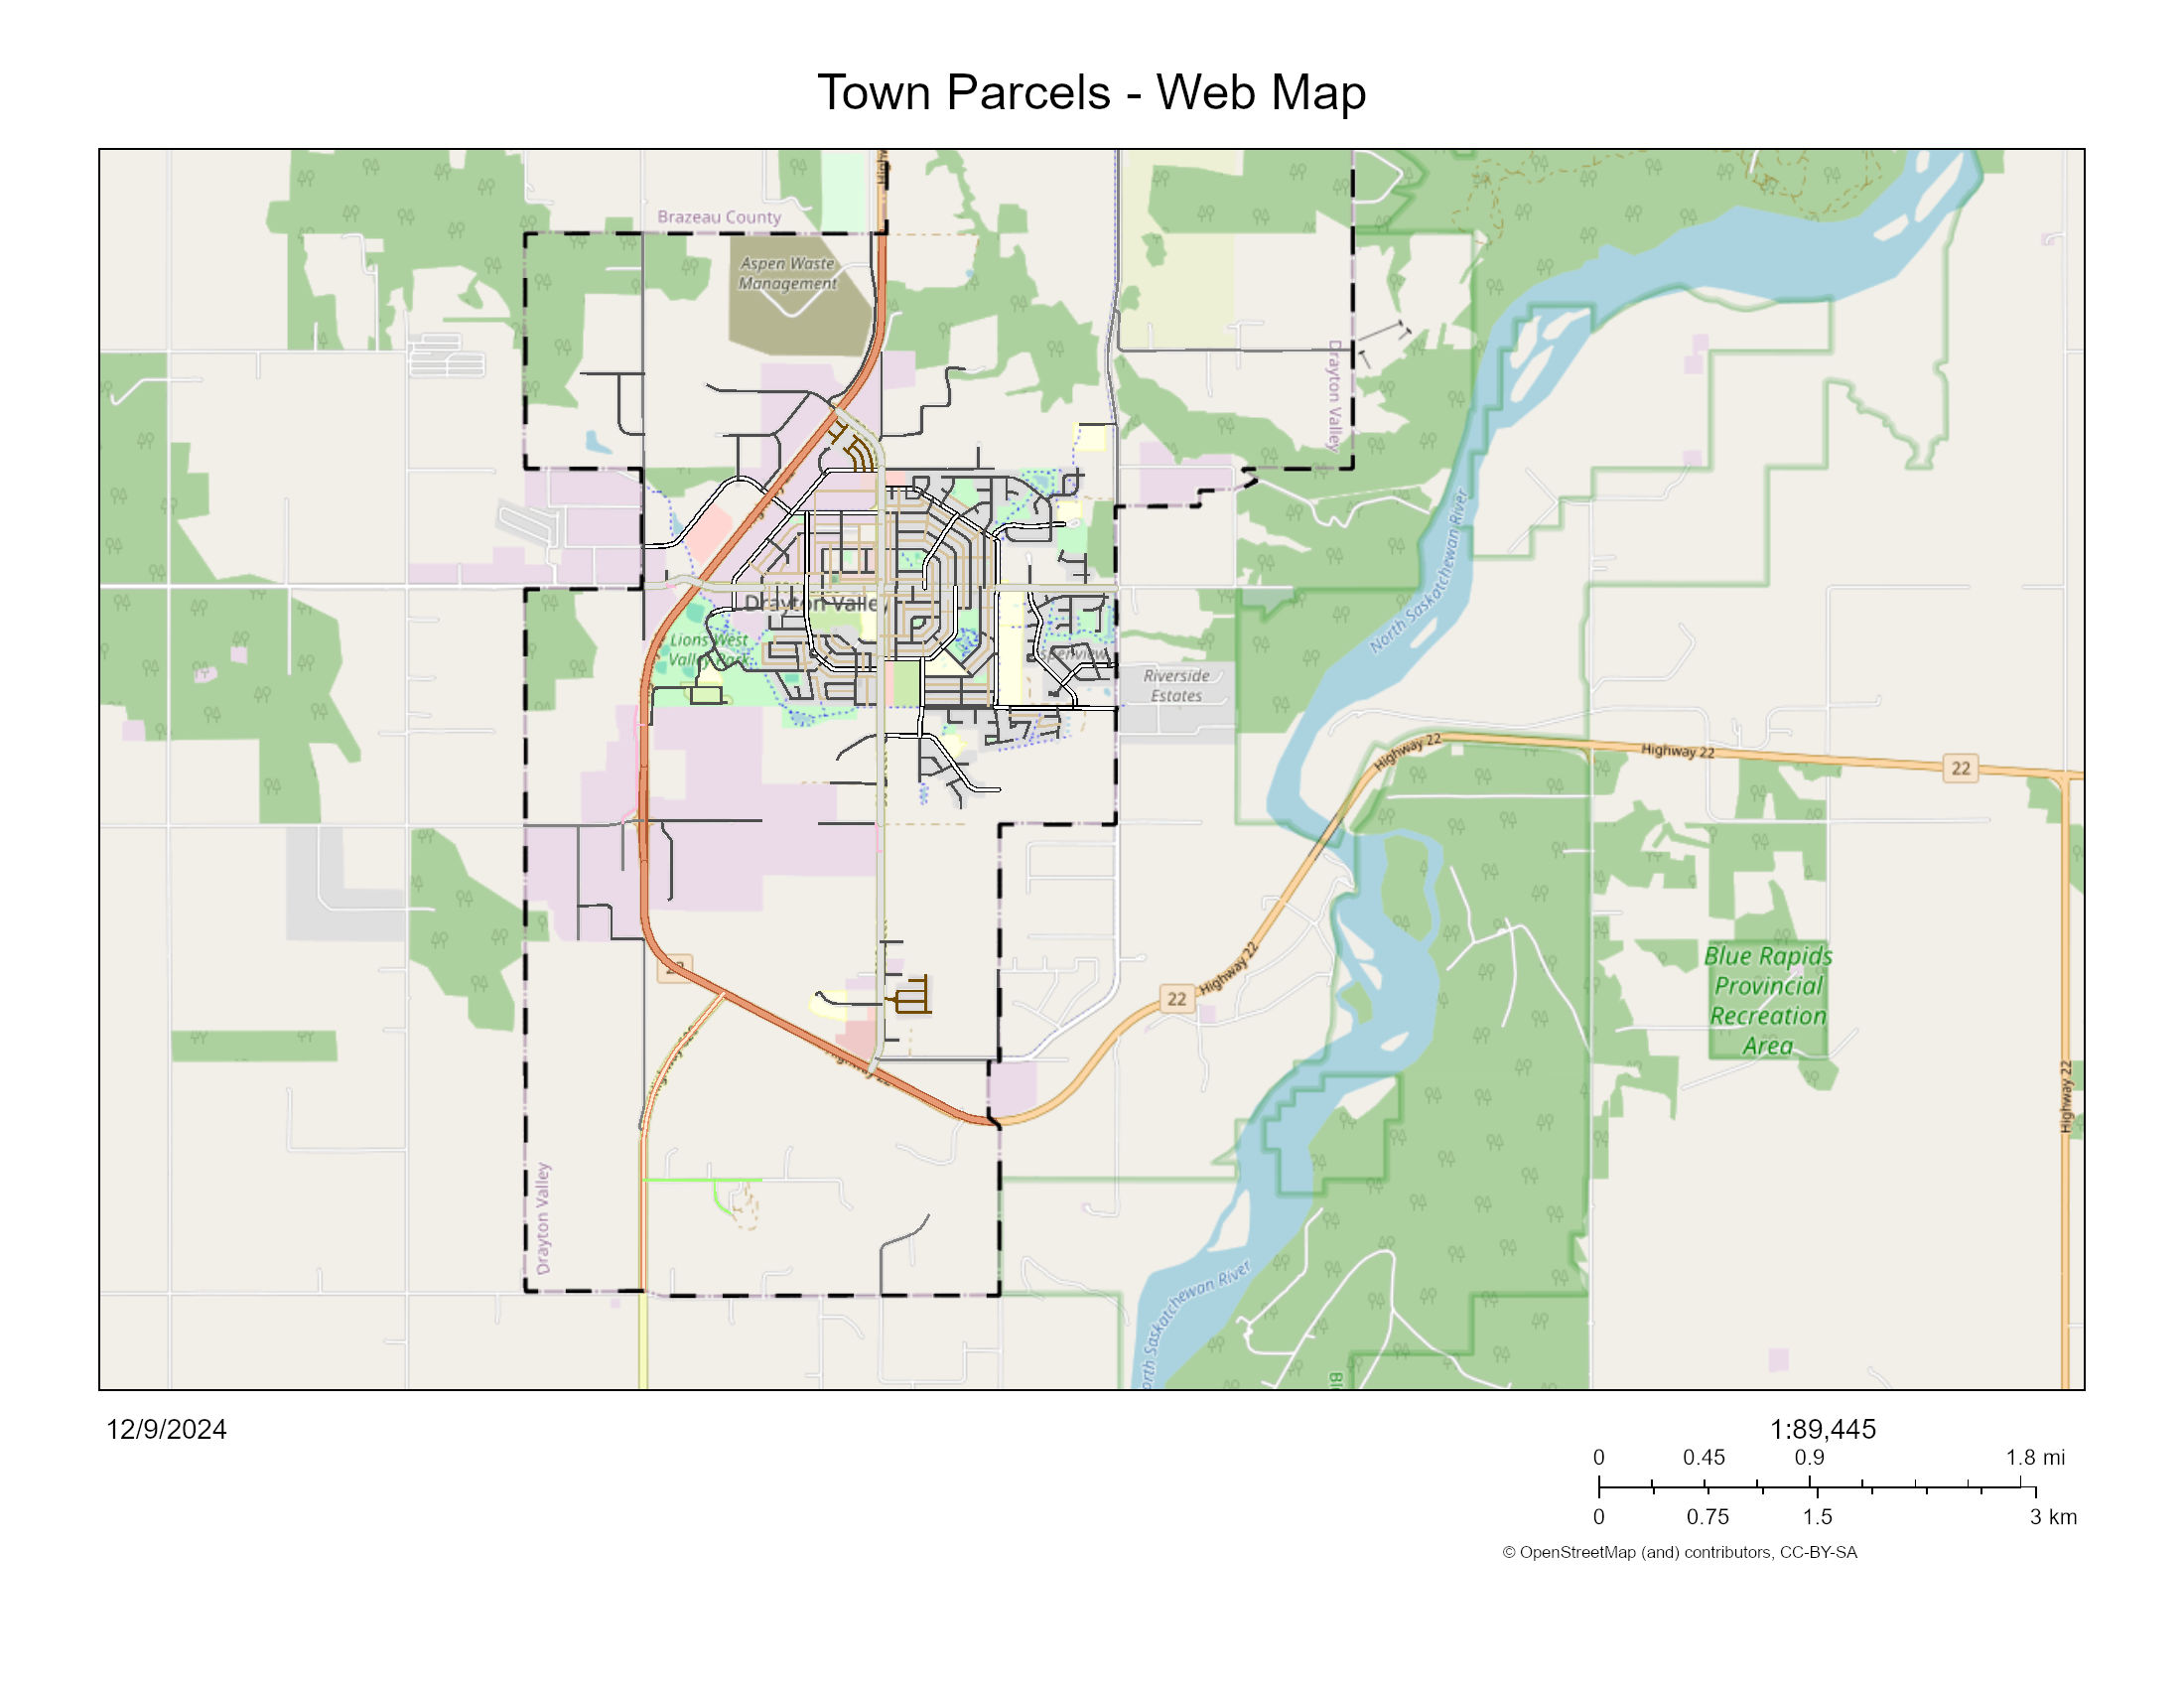 Town Parcels - Web Map
Brazeau County
Aspen Waste
Management
Drayton Valley
Drayton Valley
Lions West
Valley Park
Riverside
Estates
North Saskatchewan River
Highway 22
Highway 22
22
Highway 22
22
Blue Rapids
Provincial
Recreation
Area
Highway 22
Drayton Valley
Saskatchewan River
12/9/2024
1:89,445
0 0.45 0.9 1.8 mi
0 0.75 1.5 3 km
© OpenStreetMap (and) contributors, CC-BY-SA